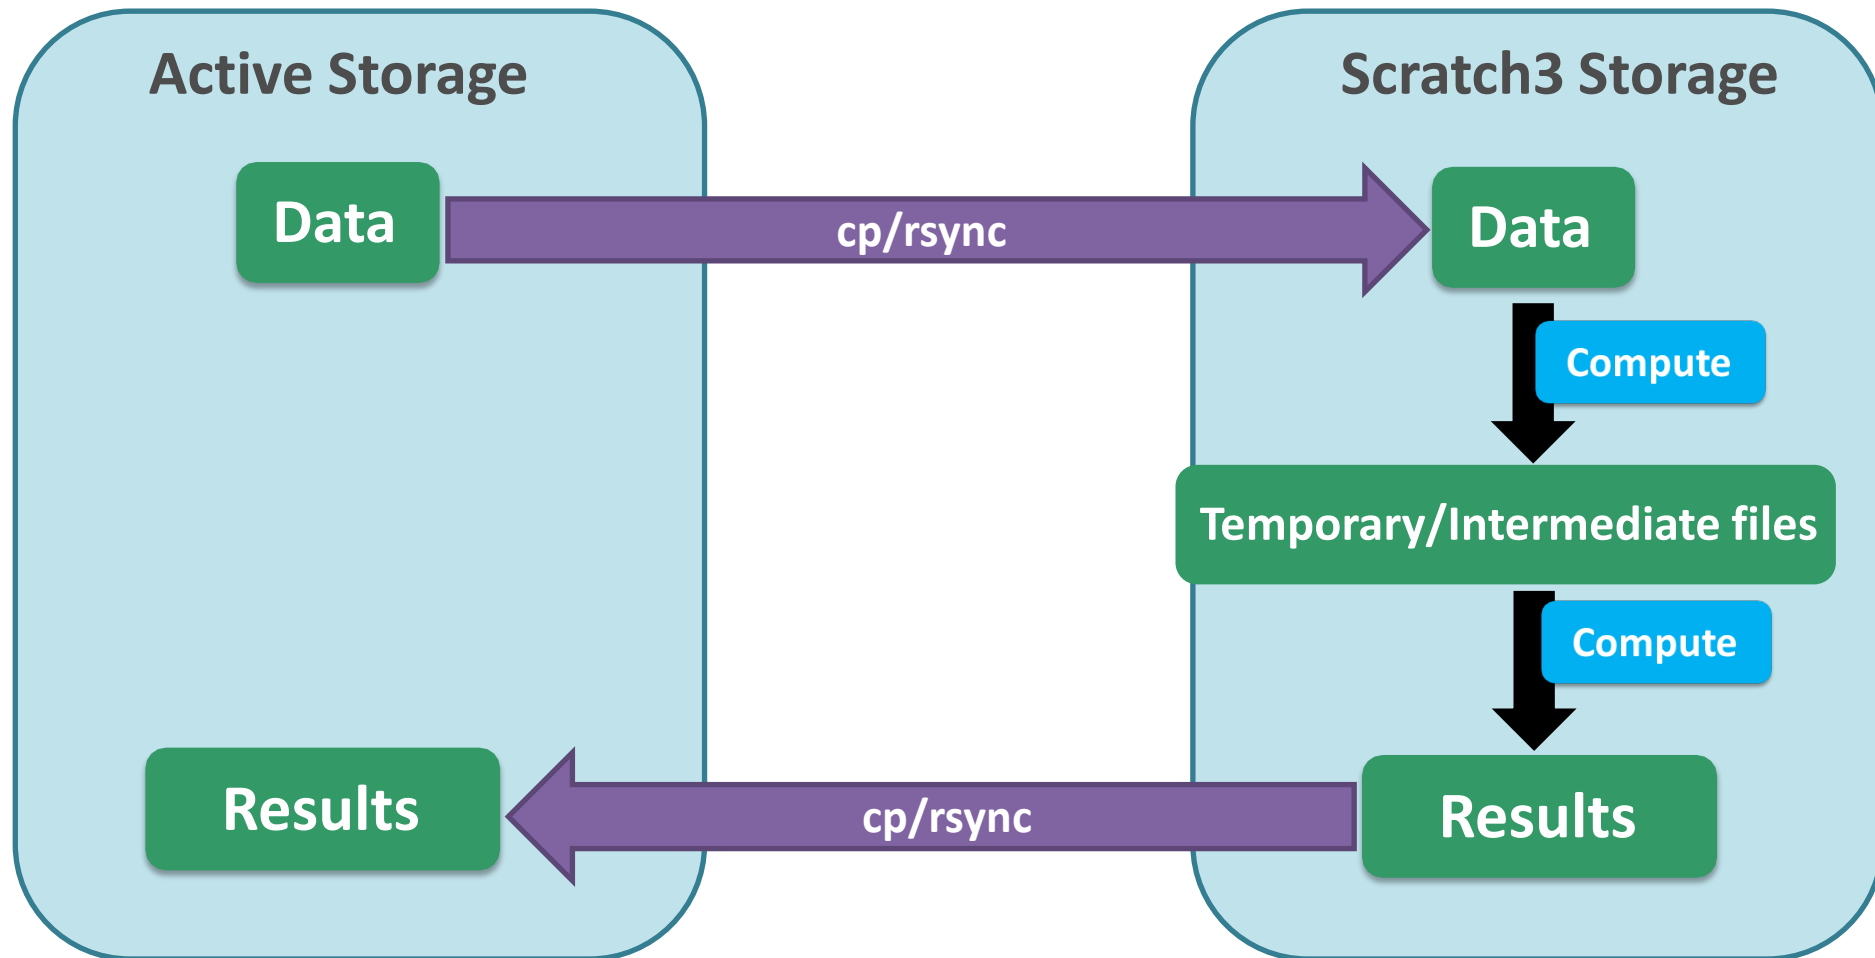 Active Storage
Scratch3 Storage
Data
cp/rsync
Data
Compute
Temporary/Intermediate files
Compute
Results
cp/rsync
Results